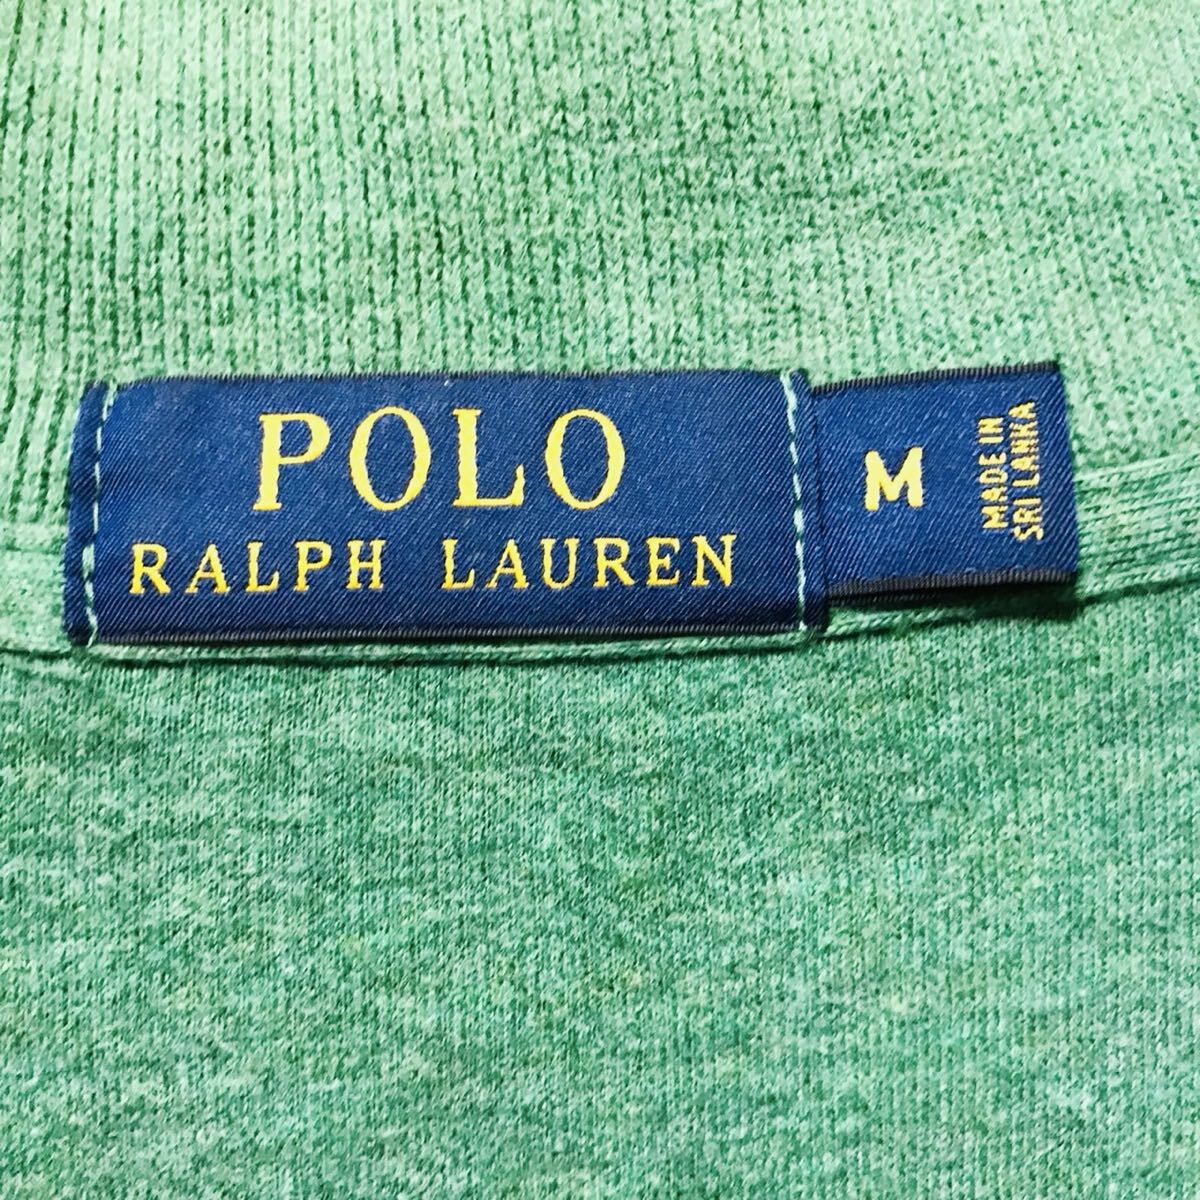 POLO
RALPH LAUREN
M
MADE IN
SRI LANKA